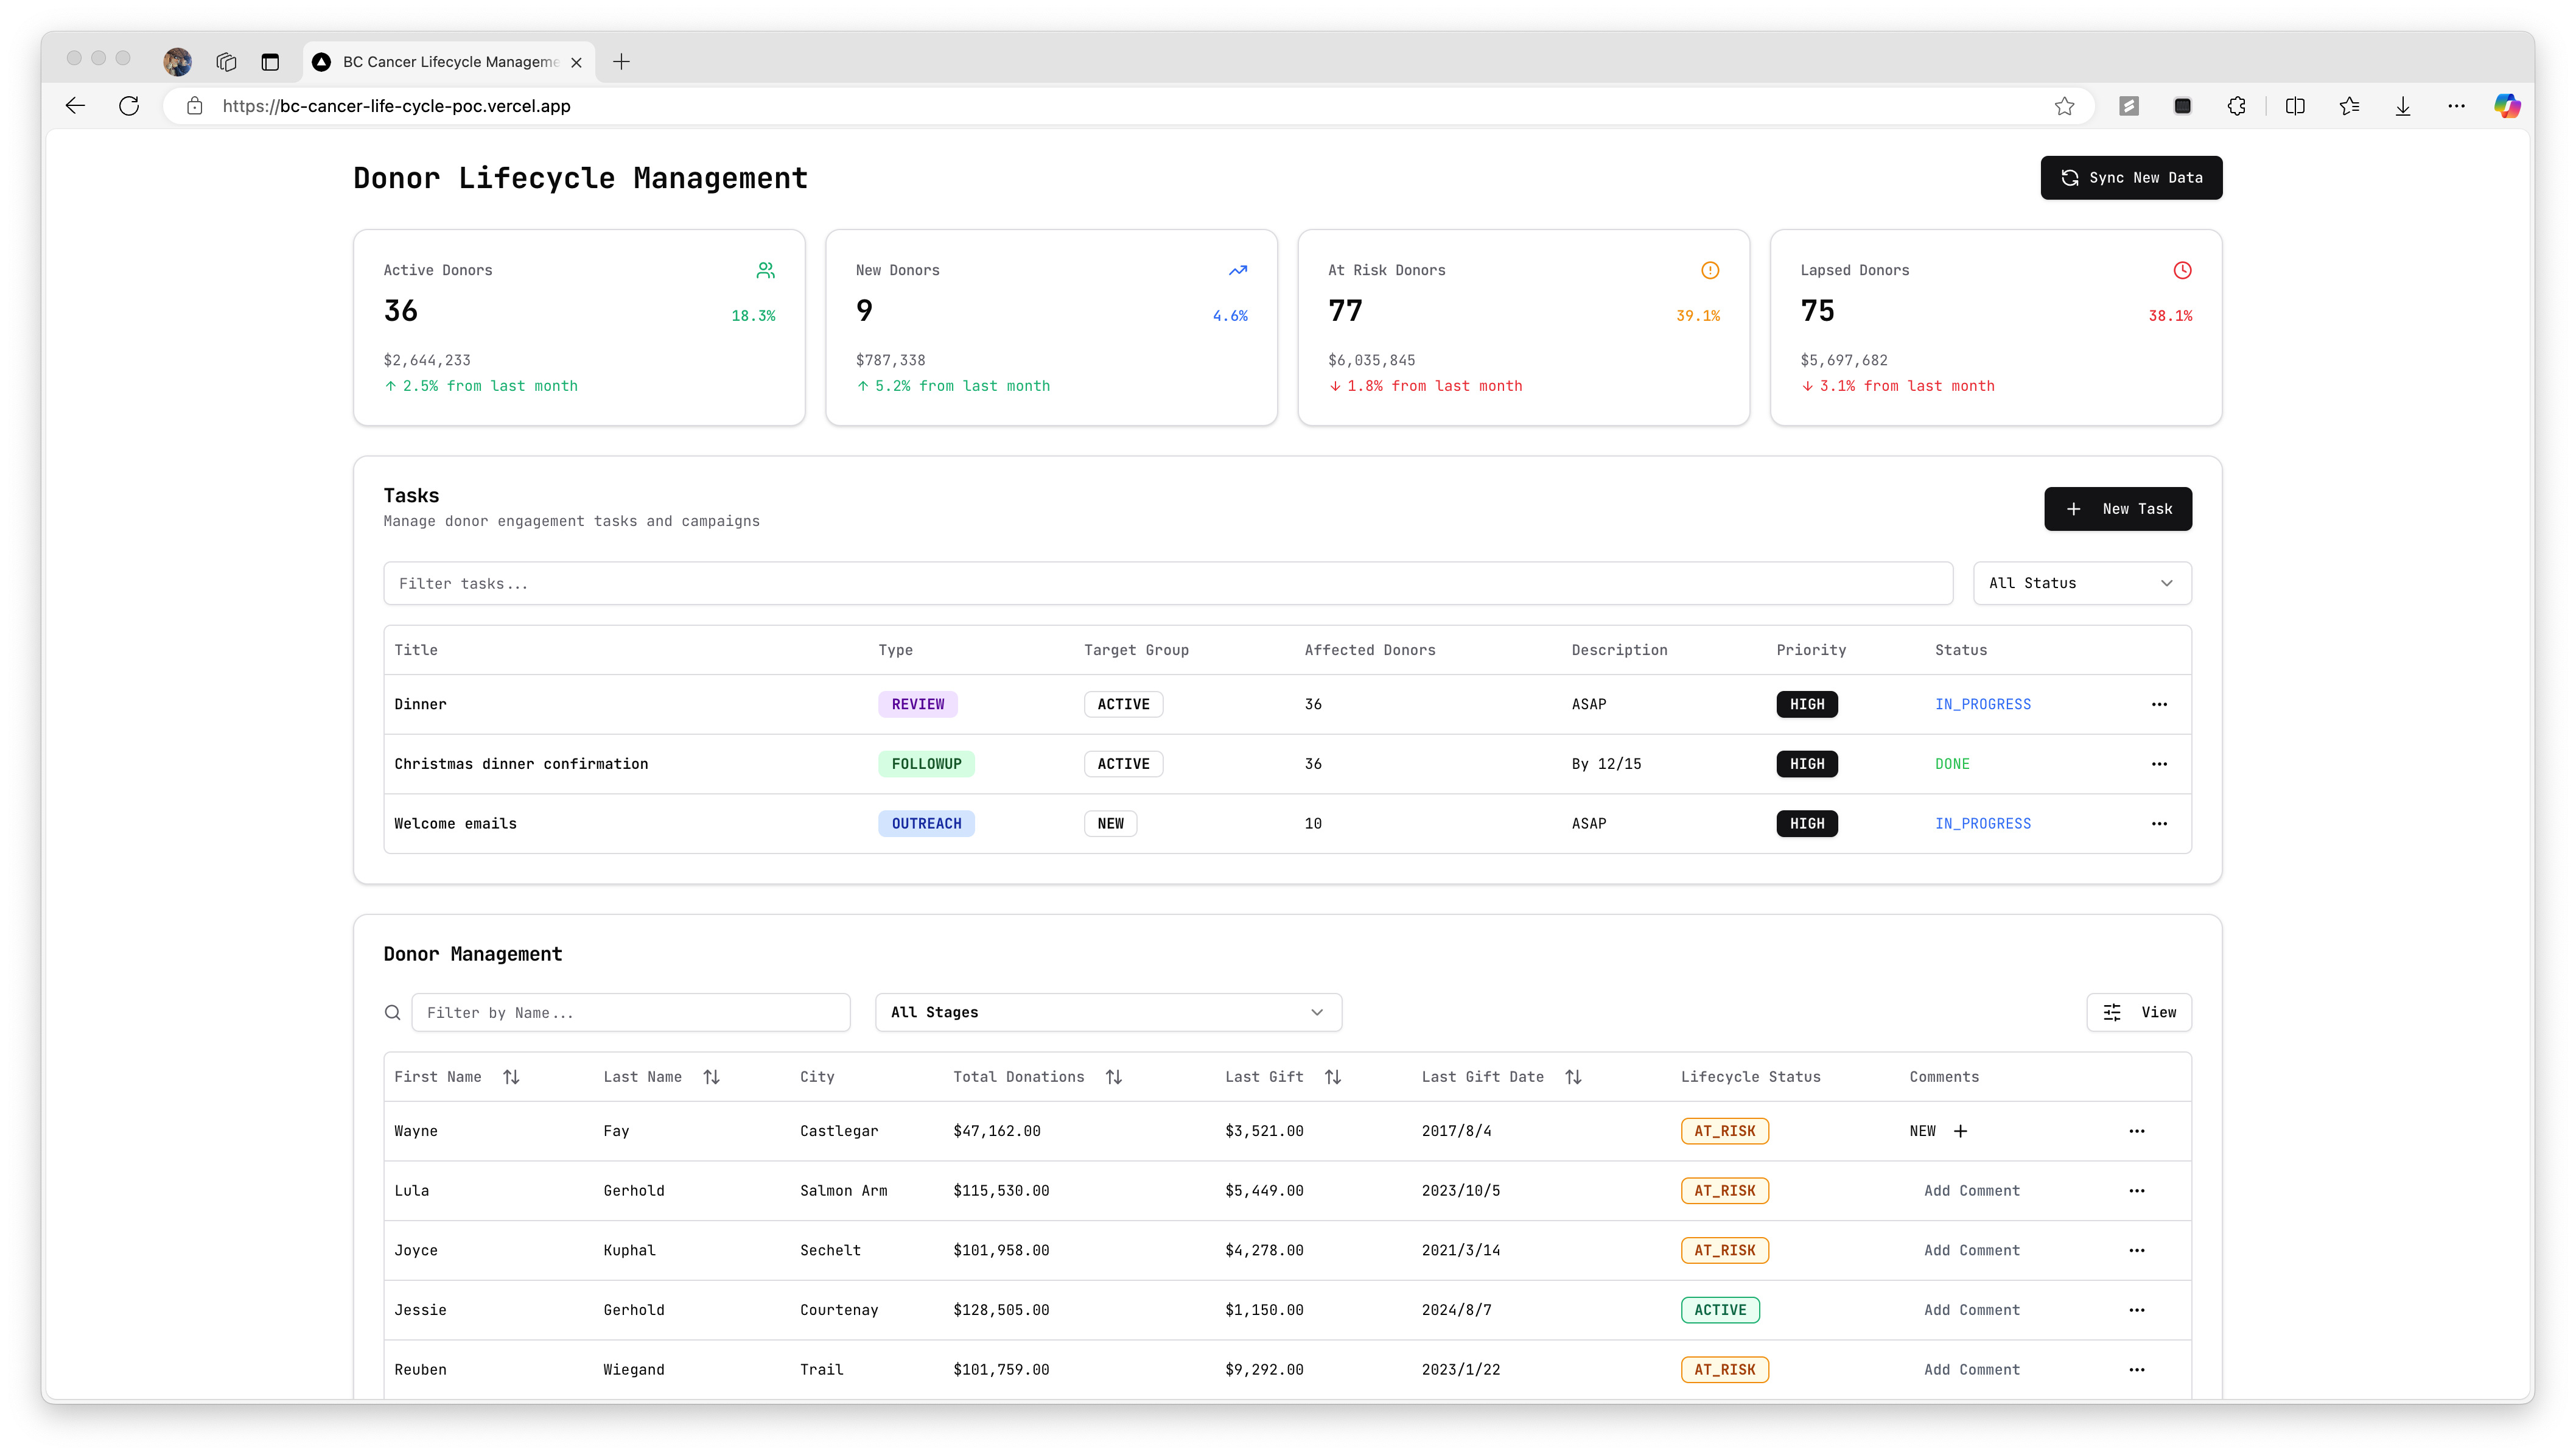 BC Cancer Lifecycle Manageme
https://bc-cancer-life-cycle-poc.vercel.app
Donor Lifecycle Management
Sync New Data
Active Donors
36
18.3%
$2,644,233
↑ 2.5% from last month
New Donors
9
4.6%
$787,338
↑ 5.2% from last month
At Risk Donors
77
39.1%
$6,035,845
↓ 1.8% from last month
Lapsed Donors
75
38.1%
$5,697,682
↓ 3.1% from last month
Tasks
Manage donor engagement tasks and campaigns
+ New Task
Filter tasks...
All Status
Title Type Target Group Affected Donors Description Priority Status
Dinner REVIEW ACTIVE 36 ASAP HIGH IN_PROGRESS ...
Christmas dinner confirmation FOLLOWUP ACTIVE 36 By 12/15 HIGH DONE ...
Welcome emails OUTREACH NEW 10 ASAP HIGH IN_PROGRESS ...
Donor Management
Filter by Name...
All Stages
View
First Name Last Name City Total Donations Last Gift Last Gift Date Lifecycle Status Comments
Wayne Fay Castlegar $47,162.00 $3,521.00 2017/8/4 AT_RISK NEW + ...
Lula Gerhold Salmon Arm $115,530.00 $5,449.00 2023/10/5 AT_RISK Add Comment ...
Joyce Kuphal Sechelt $101,958.00 $4,278.00 2021/3/14 AT_RISK Add Comment ...
Jessie Gerhold Courtenay $128,505.00 $1,150.00 2024/8/7 ACTIVE Add Comment ...
Reuben Wiegand Trail $101,759.00 $9,292.00 2023/1/22 AT_RISK Add Comment ...